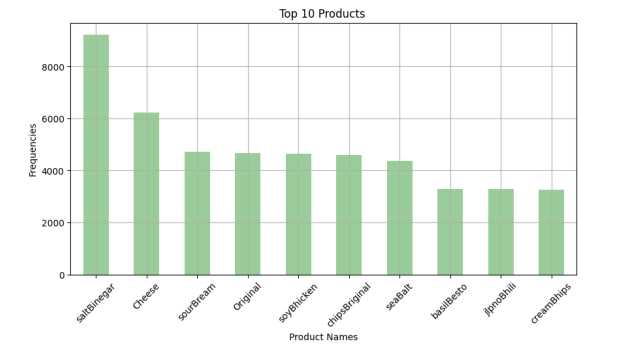 Top 10 Products
Frequencies
8000
6000
4000
2000
0
saltBinegar
Cheese
sourBream
Original
soyBhicken
chipsBriginal
seaBalt
basilBesto
jlpnoBhili
creamBhips
Product Names